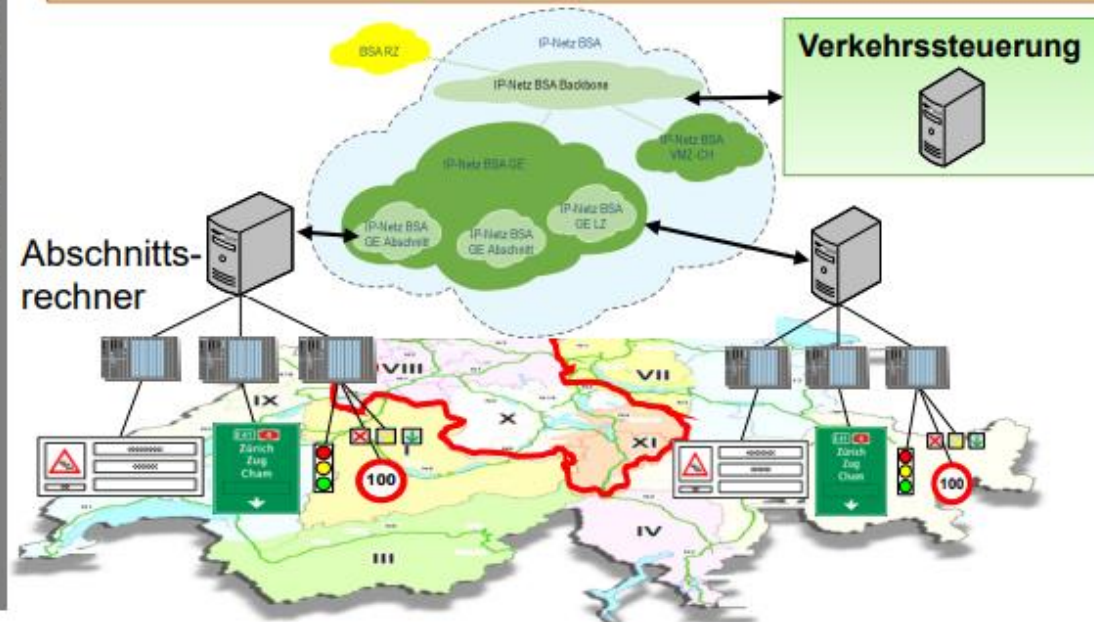 IP-Netz BSA
BSA RZ
Verkehrssteuerung
IP-Netz BSA Backbone
IP-Netz BSA
VMZ-CH
IP-Netz BSA GE
IP-Netz BSA
GE LZ
IP-Netz BSA
GE Abschnitt
IP-Netz BSA
GE Abschnitt
Abschnitts-
rechner
VIII
VII
IX
X
XI
Zürich
Zug
Cham
100
Zürich
Zug
Cham
100
IV
III